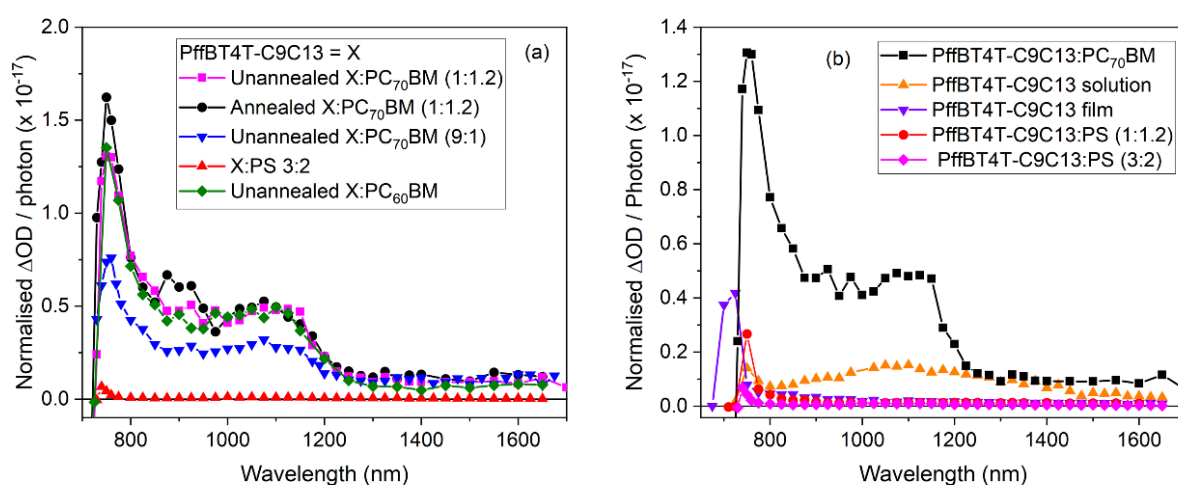 (a)
PffBT4T-C9C13 = X
Unannealed X:PC70BM (1:1.2)
Annealed X:PC70BM (1:1.2)
Unannealed X:PC70BM (9:1)
X:PS 3:2
Unannealed X:PC60BM
Normalised ΔOD / photon (x 10-17)
2.0
1.5
1.0
0.5
0.0
800 1000 1200 1400 1600
Wavelength (nm)
(b)
PffBT4T-C9C13:PC70BM
PffBT4T-C9C13 solution
PffBT4T-C9C13 film
PffBT4T-C9C13:PS (1:1.2)
PffBT4T-C9C13:PS (3:2)
Normalised ΔOD / Photon (x 10-17)
1.4
1.2
1.0
0.8
0.6
0.4
0.2
0.0
800 1000 1200 1400 1600
Wavelength (nm)